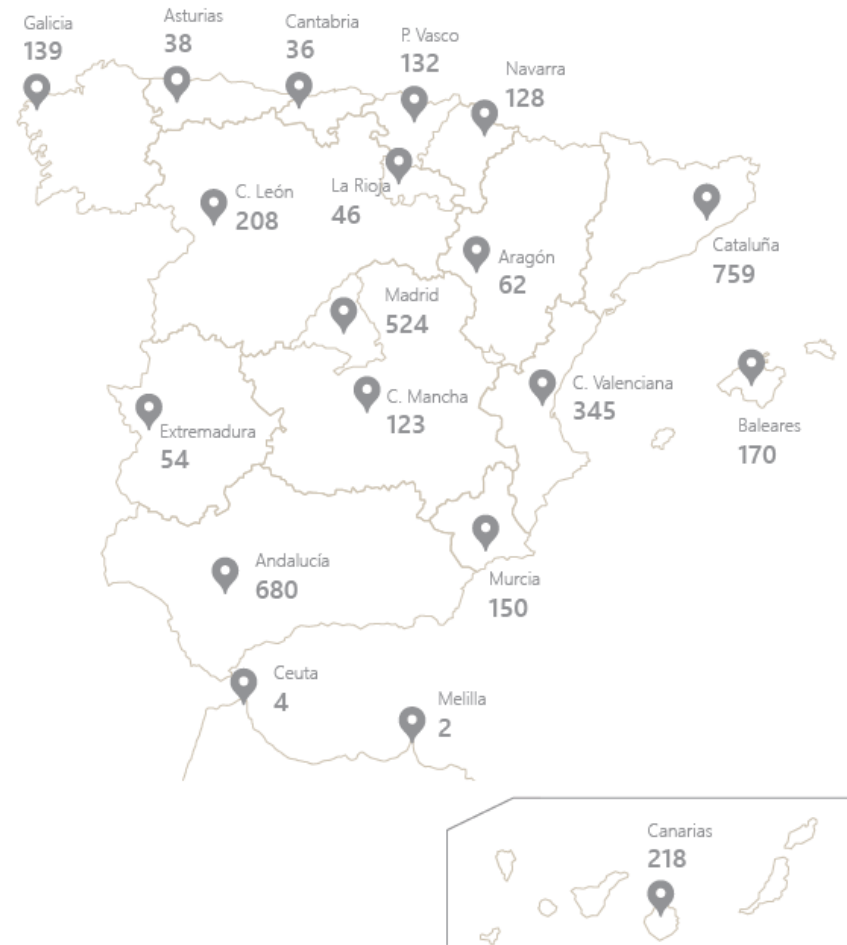 Galicia
139
Asturias
38
Cantabria
36
P. Vasco
132
Navarra
128
C. León
208
La Rioja
46
Aragón
62
Cataluña
759
Madrid
524
C. Mancha
123
C. Valenciana
345
Baleares
170
Extremadura
54
Andalucía
680
Murcia
150
Ceuta
4
Melilla
2
Canarias
218